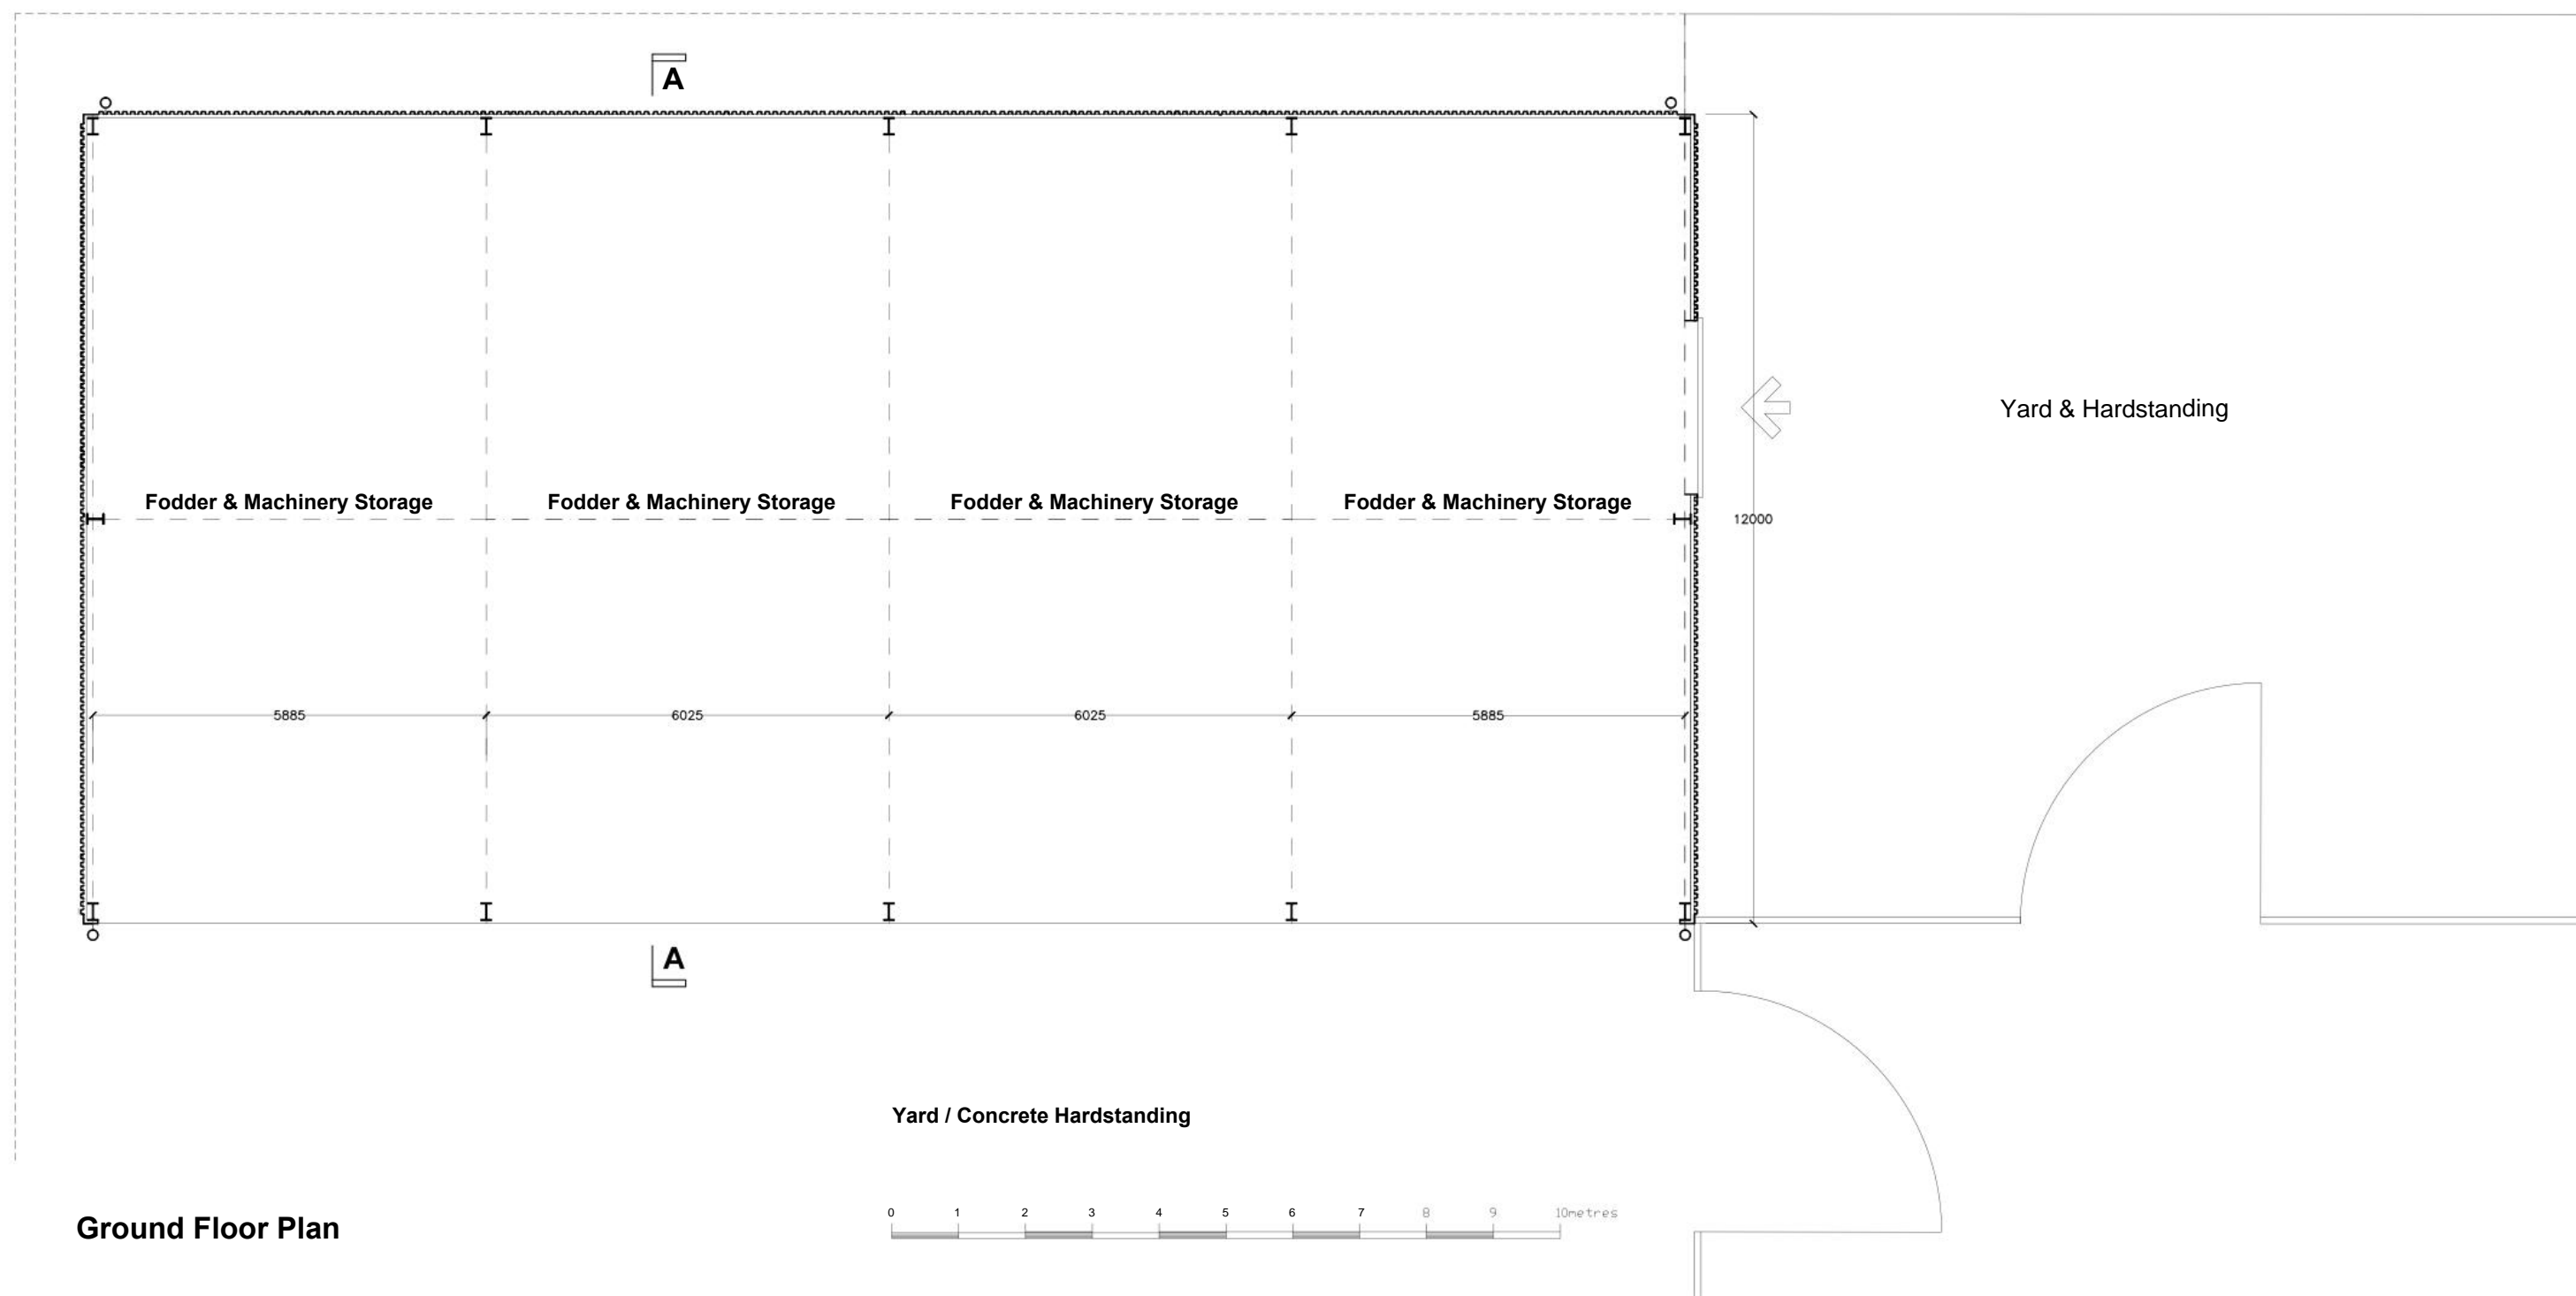 A
Yard & Hardstanding
Fodder & Machinery Storage
Fodder & Machinery Storage
Fodder & Machinery Storage
Fodder & Machinery Storage
12000
5885
6025
6025
5885
A
Yard / Concrete Hardstanding
Ground Floor Plan
0 1 2 3 4 5 6 7 8 9 10metres